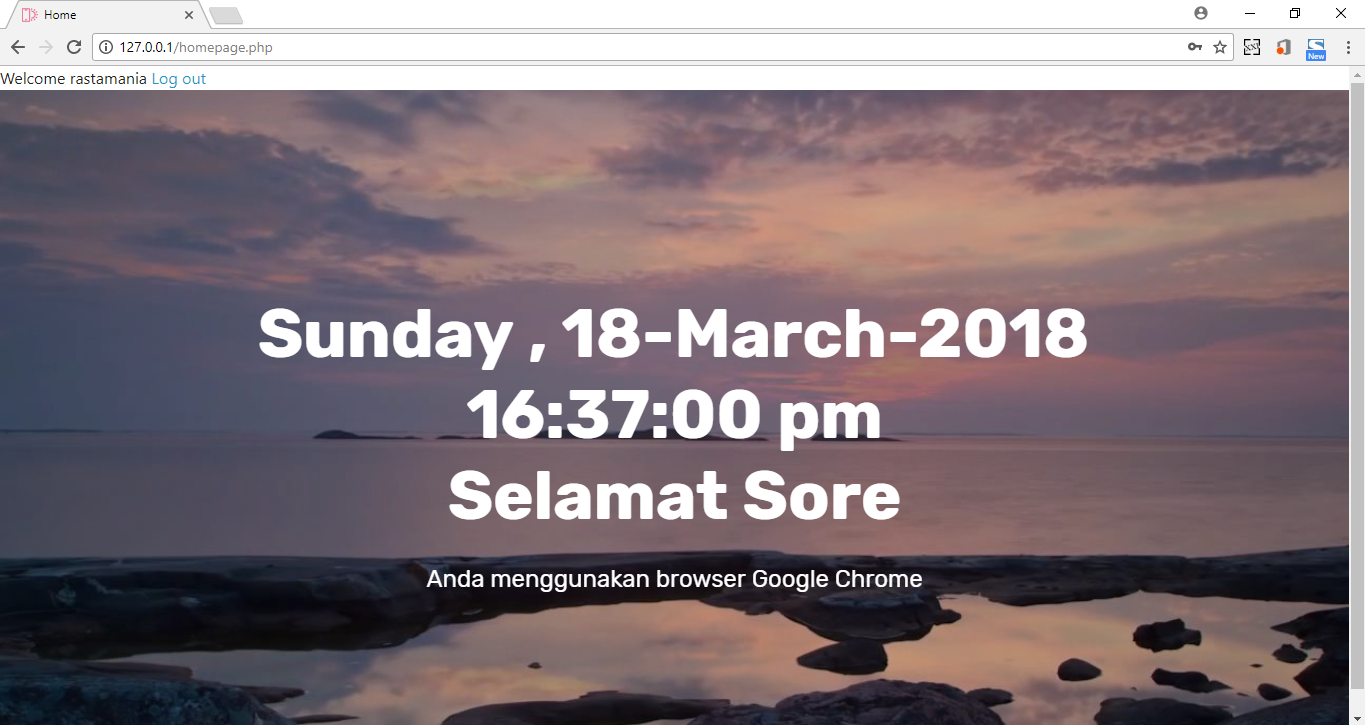 Home
127.0.0.1/homepage.php
New
Welcome rastamania Log out
Sunday , 18-March-2018
16:37:00 pm
Selamat Sore
Anda menggunakan browser Google Chrome